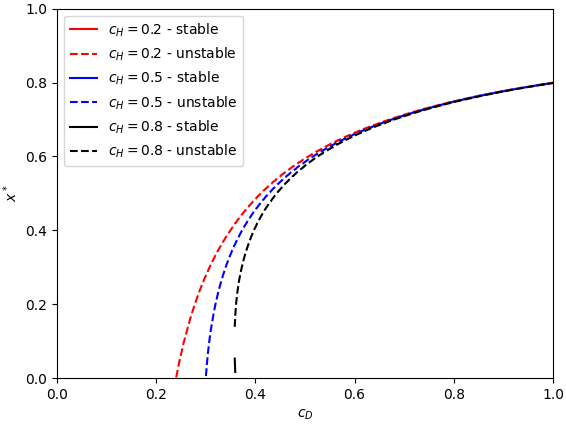 1.0
0.8
0.6
0.4
0.2
0.0
x*
c_H = 0.2 - stable
c_H = 0.2 - unstable
c_H = 0.5 - stable
c_H = 0.5 - unstable
c_H = 0.8 - stable
c_H = 0.8 - unstable
0.0 0.2 0.4 0.6 0.8 1.0
c_D